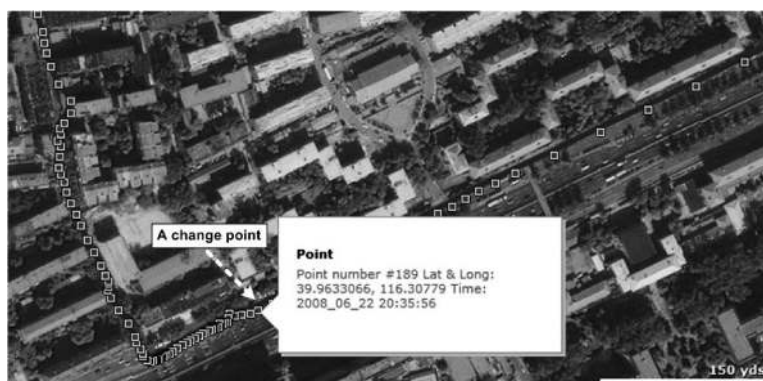 A change point
Point
Point number #189 Lat & Long:
39.9633066, 116.30779 Time:
2008_06_22 20:35:56
150 yds